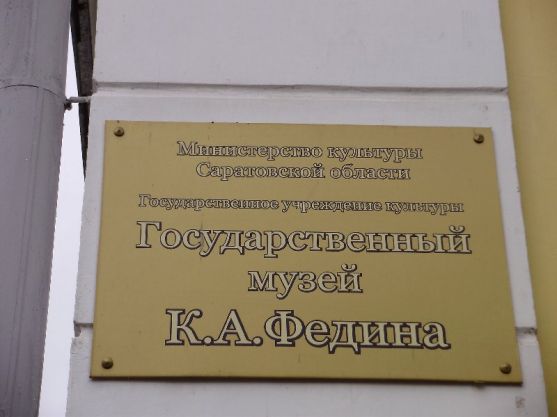 Министерство культуры
Саратовской области
Государственное учреждение культуры
Государственный
музей
К.А.Федина